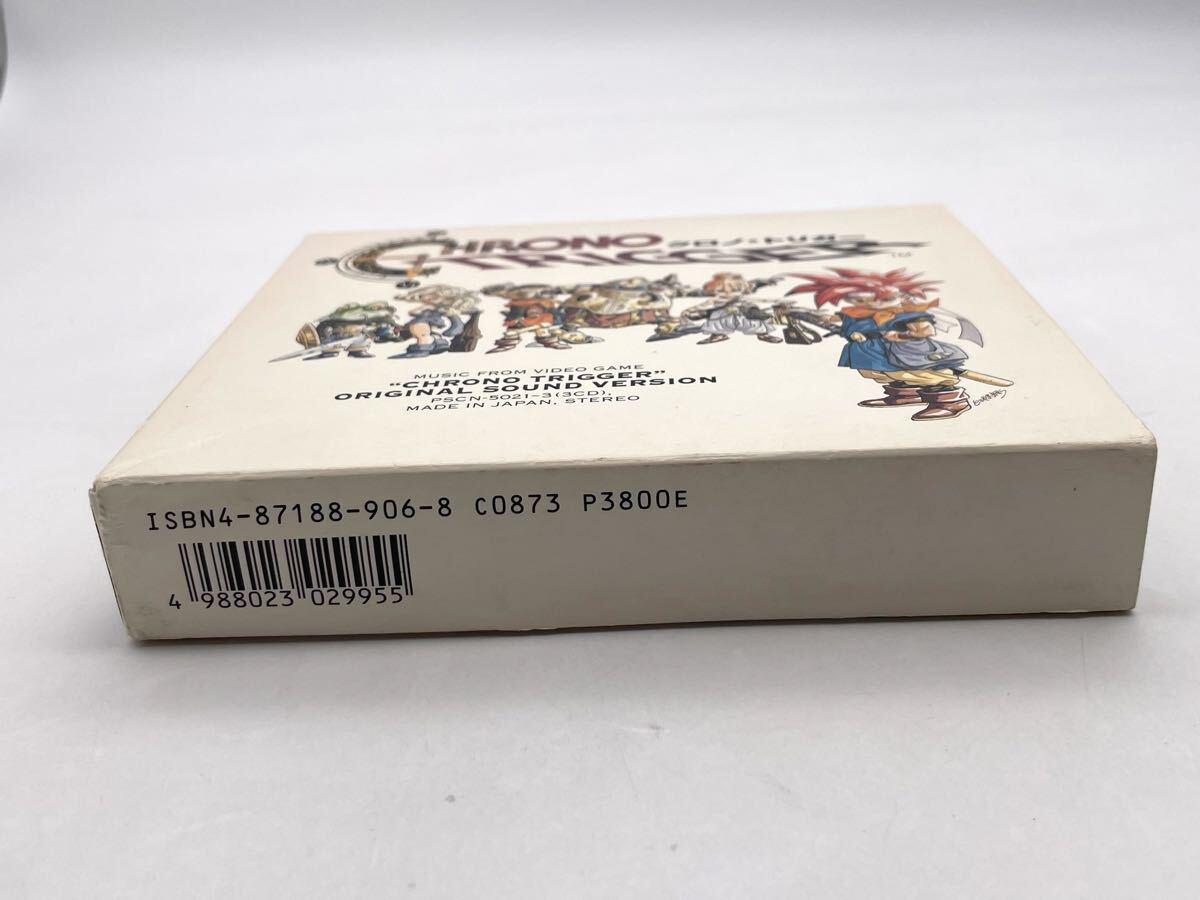 CHRONO クロノ・トリガー
TRIGGER TM
MUSIC FROM VIDEO GAME
"CHRONO TRIGGER"
ORIGINAL SOUND VERSION
PSCN-5021~3(3CD),
MADE IN JAPAN, STEREO
ISBN4-87188-906-8 C0873 P3800E
4 988023 029955